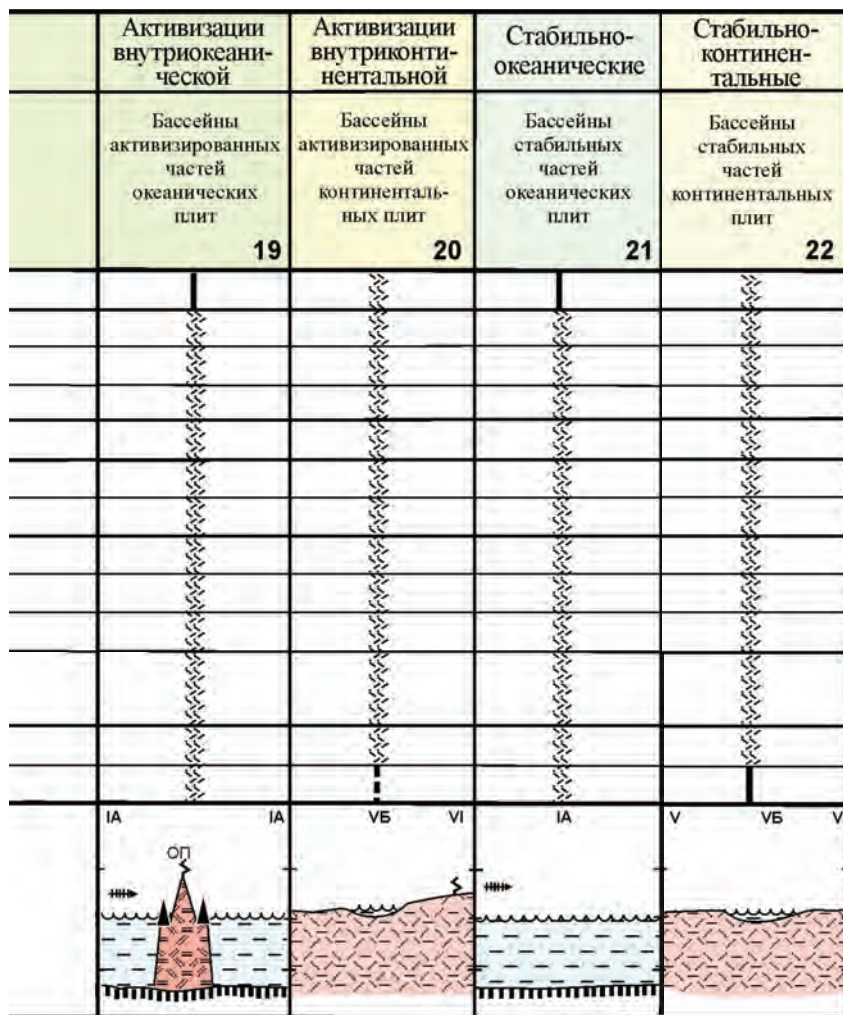 Активизации
внутриокеани-
ческой
Активизации
внутриконти-
нентальной
Стабильно-
океанические
Стабильно-
континен-
тальные
Бассейны
активизированных
частей
океанических
плит
19
Бассейны
активизированных
частей
континенталь-
ных плит
20
Бассейны
стабильных
частей
океанических
плит
21
Бассейны
стабильных
частей
континентальных
плит
22
IA
IA
VБ
VI
IA
V
VБ
V
ОП